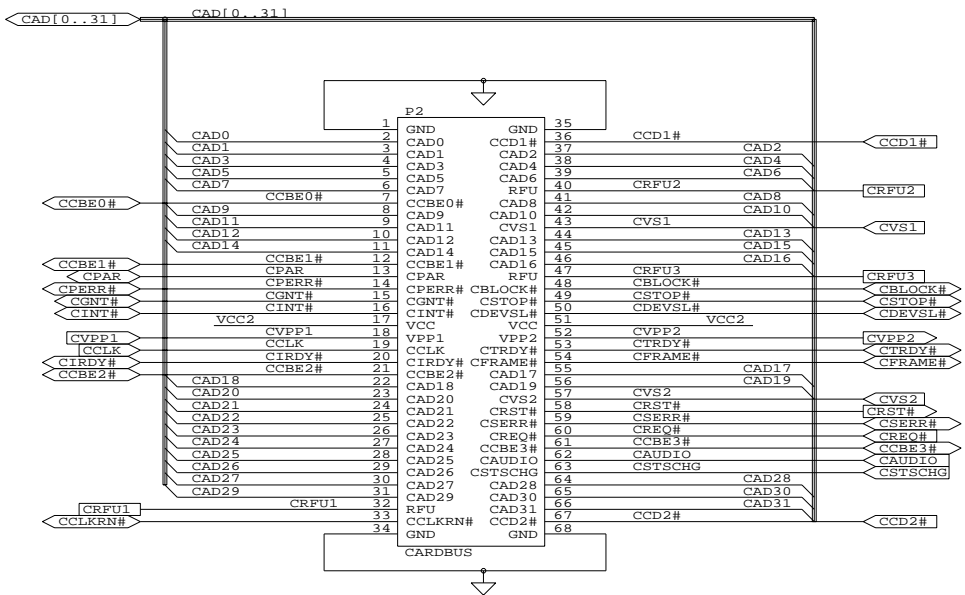 CAD[0..31] CAD[0..31]
P2
1 GND GND 35
CAD0 2 CAD0 CCD1# 36 CCD1# CCD1#
CAD1 3 CAD1 CAD2 37 CAD2
CAD3 4 CAD3 CAD4 38 CAD4
CAD5 5 CAD5 CAD6 39 CAD6
CAD7 6 CAD7 RFU 40 CRFU2 CRFU2
CCBE0# CCBE0# 7 CCBE0# CAD8 41 CAD8
CAD9 8 CAD9 CAD10 42 CAD10
CAD11 9 CAD11 CVS1 43 CVS1 CVS1
CAD12 10 CAD12 CAD13 44 CAD13
CAD14 11 CAD14 CAD15 45 CAD15
CCBE1# CCBE1# 12 CCBE1# CAD16 46 CAD16
CPAR CPAR 13 CPAR RFU 47 CRFU3 CRFU3
CPERR# CPERR# 14 CPERR# CBLOCK# 48 CBLOCK# CBLOCK#
CGNT# CGNT# 15 CGNT# CSTOP# 49 CSTOP# CSTOP#
CINT# CINT# 16 CINT# CDEVSL# 50 CDEVSL# CDEVSL#
VCC2 17 VCC VCC 51 VCC2
CVPP1 CVPP1 18 VPP1 VPP2 52 CVPP2 CVPP2
CCLK CCLK 19 CCLK CTRDY# 53 CTRDY# CTRDY#
CIRDY# CIRDY# 20 CIRDY# CFRAME# 54 CFRAME# CFRAME#
CCBE2# CCBE2# 21 CCBE2# CAD17 55 CAD17
CAD18 22 CAD18 CAD19 56 CAD19
CAD20 23 CAD20 CVS2 57 CVS2 CVS2
CAD21 24 CAD21 CRST# 58 CRST# CRST#
CAD22 25 CAD22 CSERR# 59 CSERR# CSERR#
CAD23 26 CAD23 CREQ# 60 CREQ# CREQ#
CAD24 27 CAD24 CCBE3# 61 CCBE3# CCBE3#
CAD25 28 CAD25 CAUDIO 62 CAUDIO CAUDIO
CAD26 29 CAD26 CSTSCHG 63 CSTSCHG CSTSCHG
CAD27 30 CAD27 CAD28 64 CAD28
CAD29 31 CAD29 CAD30 65 CAD30
CRFU1 CRFU1 32 RFU CAD31 66 CAD31
CCLKRN# 33 CCLKRN# CCD2# 67 CCD2# CCD2#
34 GND GND 68
CARDBUS